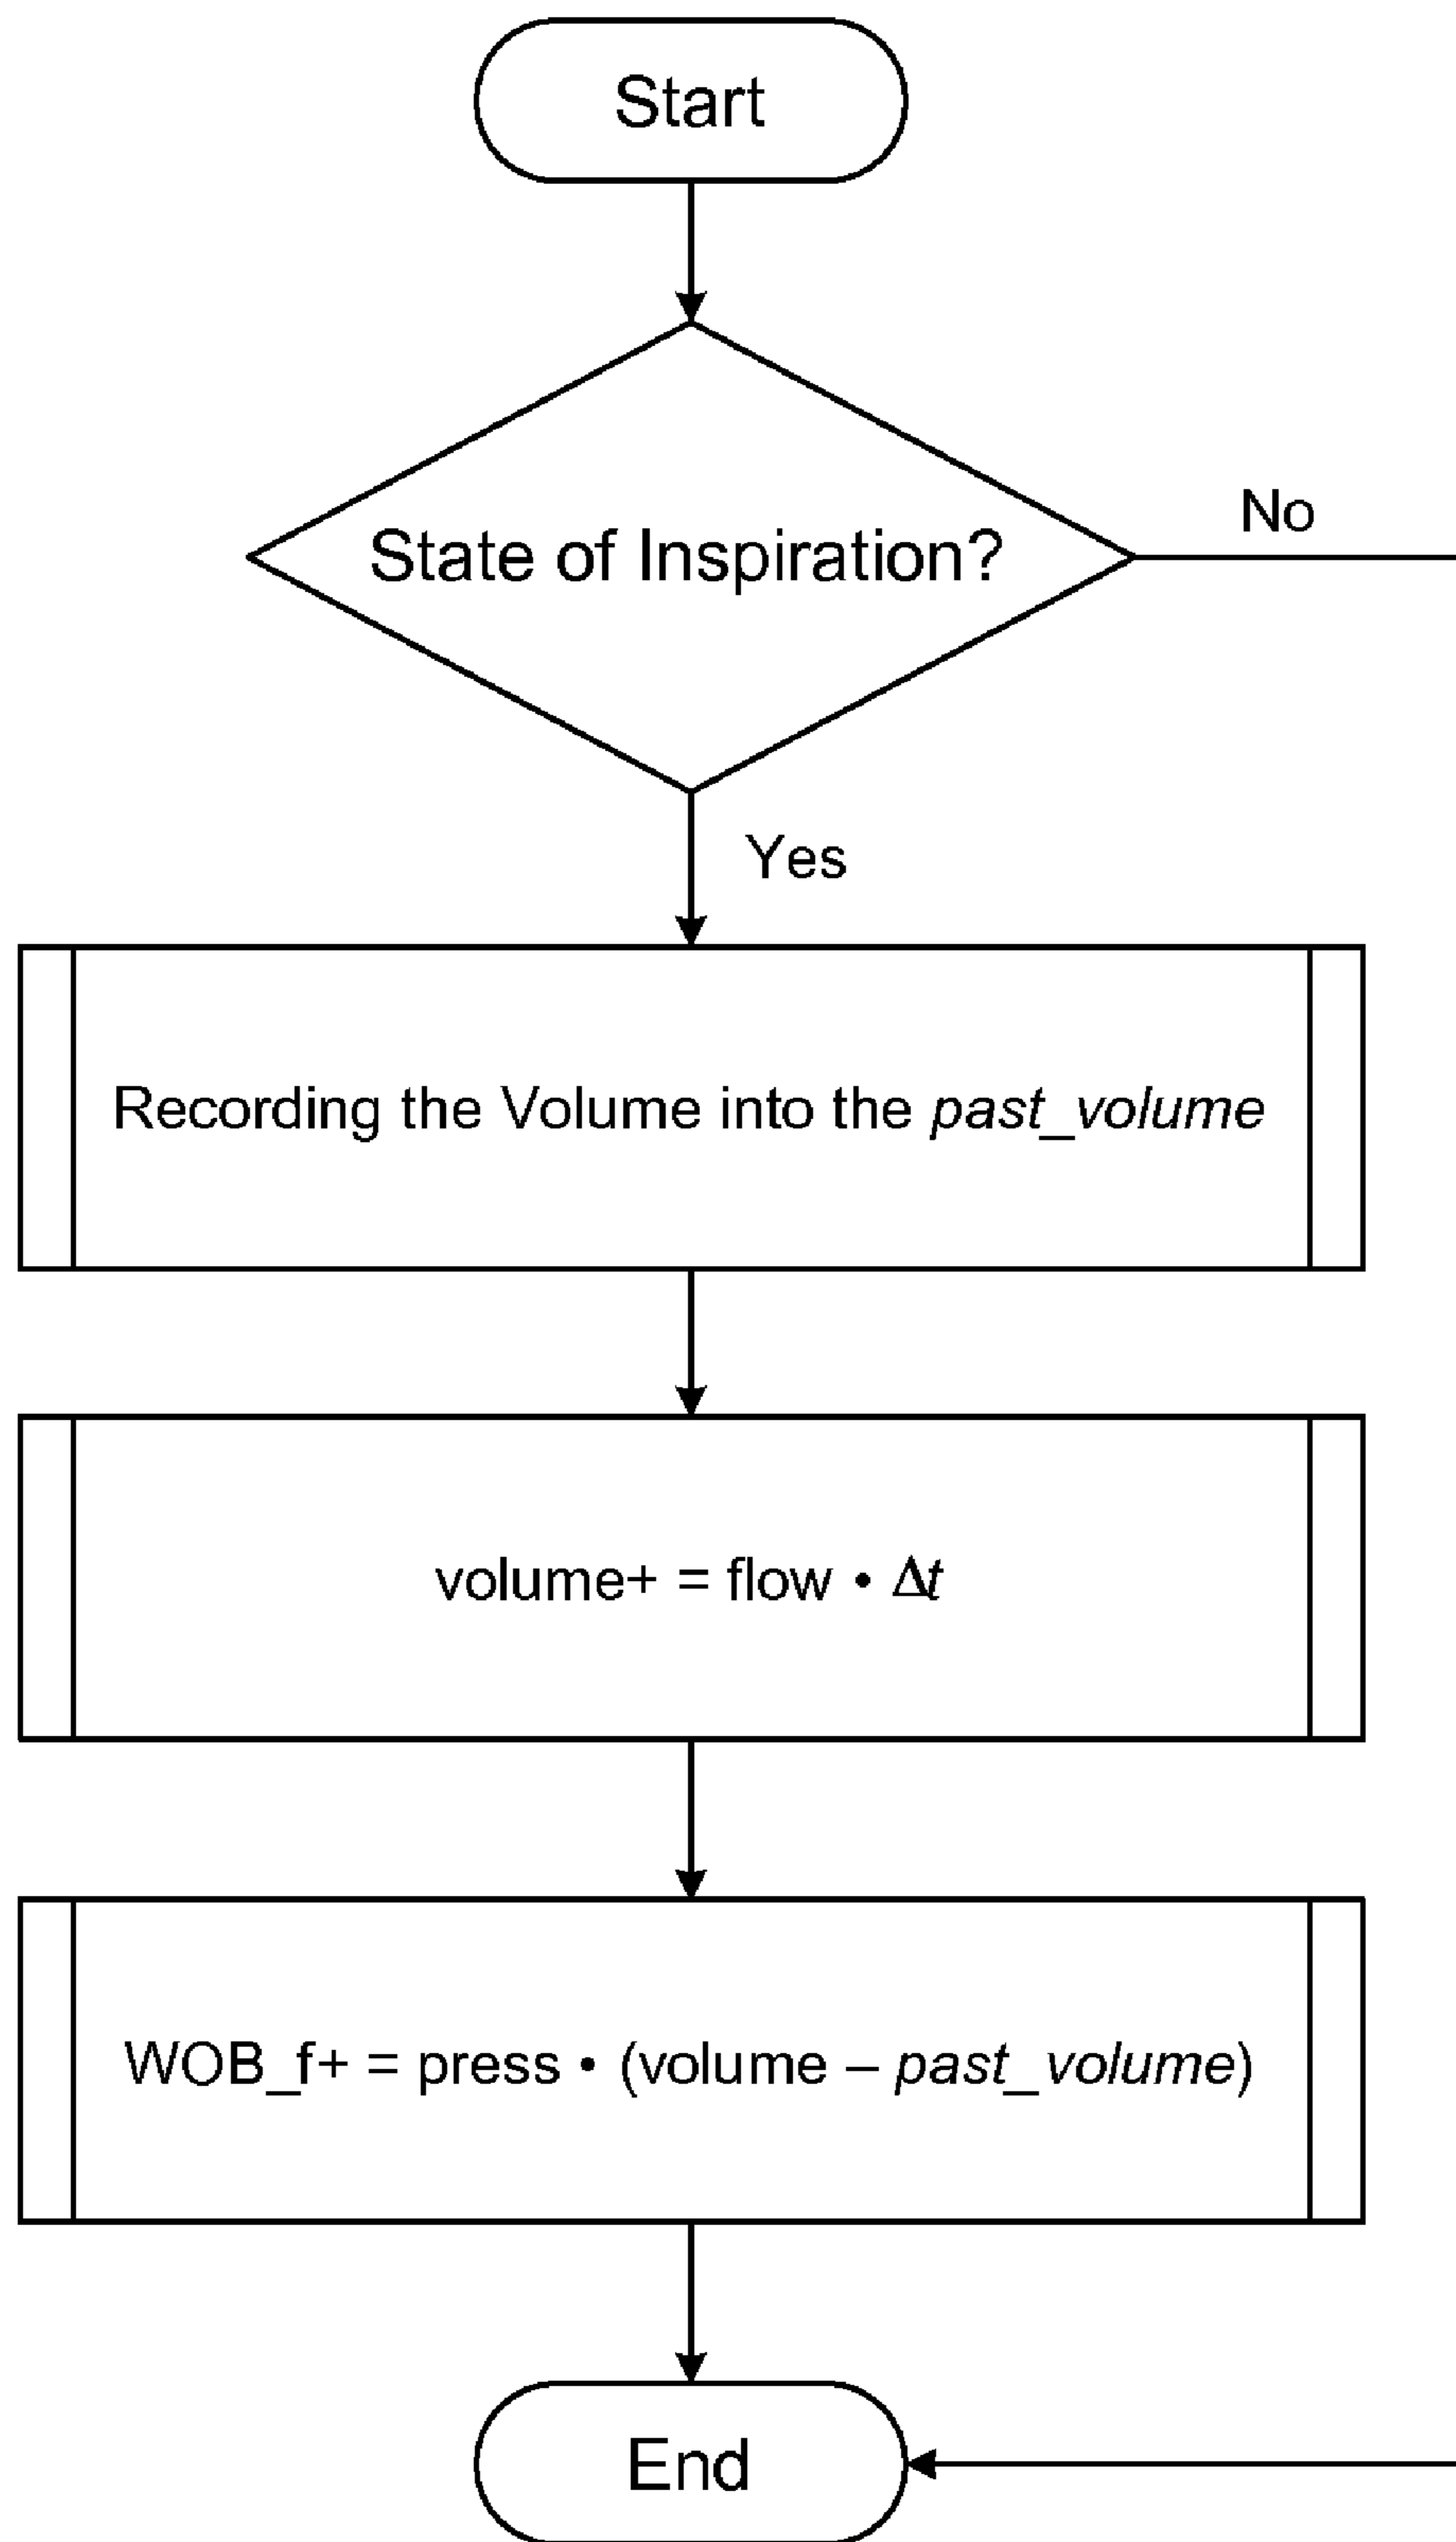 Start
State of Inspiration?
No
Yes
Recording the Volume into the past_volume
volume+ = flow • Δt
WOB_f+ = press • (volume – past_volume)
End